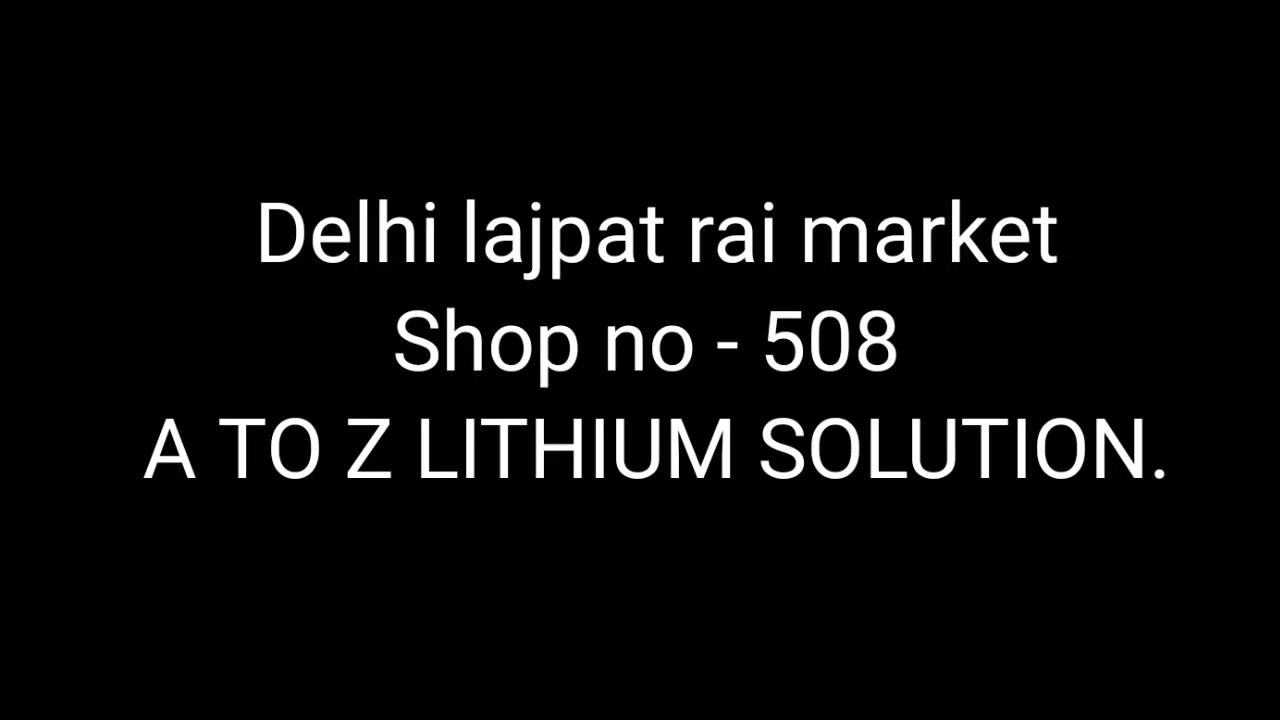 Delhi lajpat rai market
Shop no - 508
A TO Z LITHIUM SOLUTION.